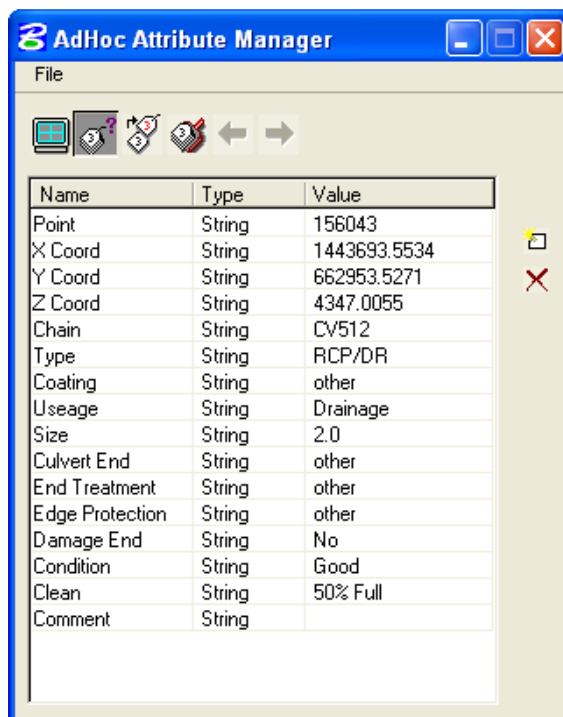 AdHoc Attribute Manager
File
Name Type Value
Point String 156043
X Coord String 1443693.5534
Y Coord String 662953.5271
Z Coord String 4347.0055
Chain String CV512
Type String RCP/DR
Coating String other
Useage String Drainage
Size String 2.0
Culvert End String other
End Treatment String other
Edge Protection String other
Damage End String No
Condition String Good
Clean String 50% Full
Comment String